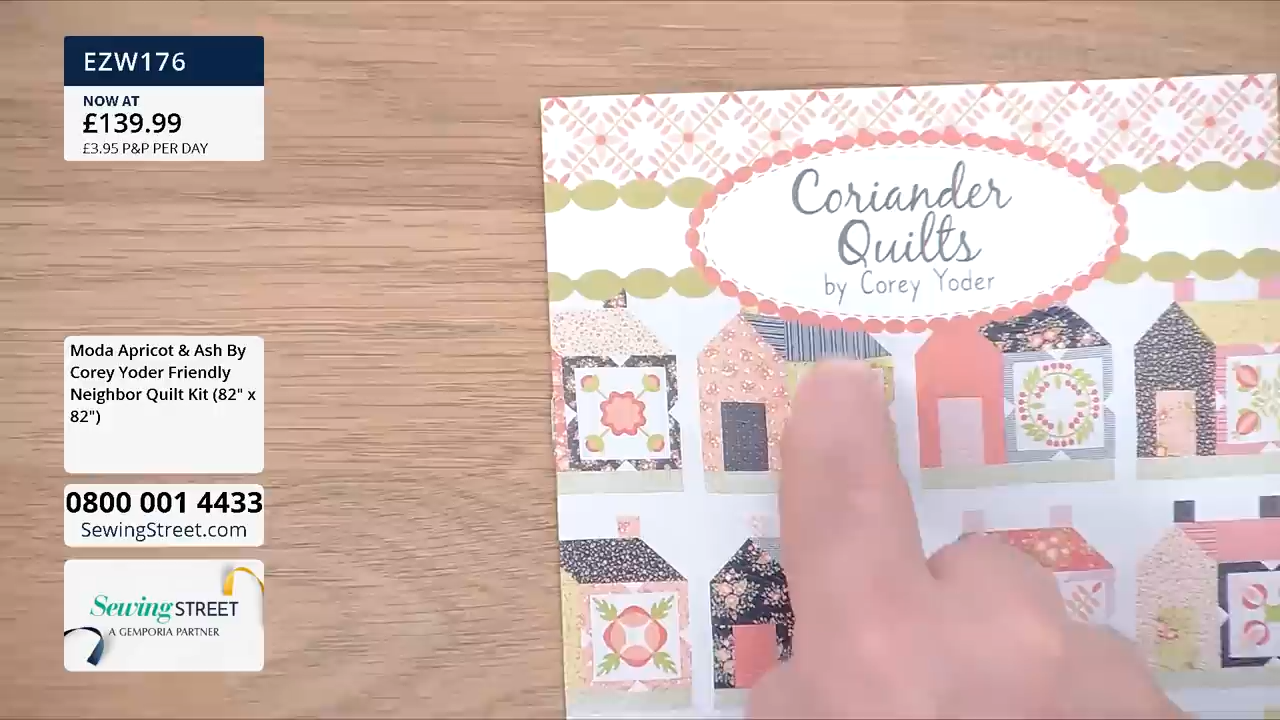 EZW176
NOW AT
£139.99
£3.95 P&P PER DAY
Moda Apricot & Ash By
Corey Yoder Friendly
Neighbor Quilt Kit (82" x
82")
0800 001 4433
SewingStreet.com
Sewing STREET
A GEMPORIA PARTNER
Coriander
Quilts
by Corey Yoder